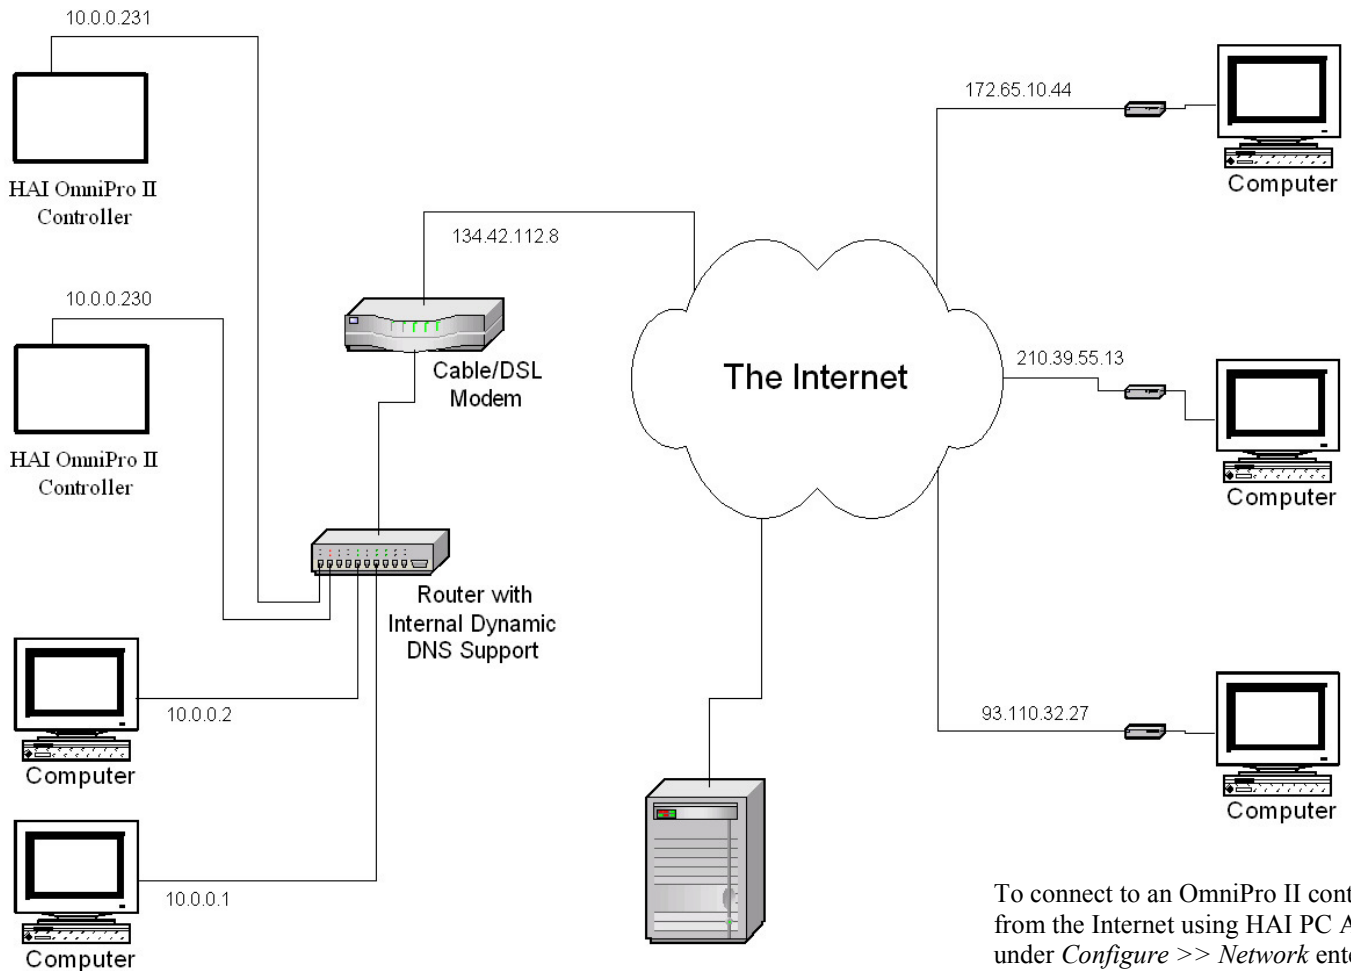 10.0.0.231
HAI OmniPro II
Controller
10.0.0.230
HAI OmniPro II
Controller
134.42.112.8
Cable/DSL
Modem
Router with
Internal Dynamic
DNS Support
10.0.0.2
Computer
10.0.0.1
Computer
The Internet
172.65.10.44
Computer
210.39.55.13
Computer
93.110.32.27
Computer
To connect to an OmniPro II
from the Internet using HAI PC
under Configure >> Network